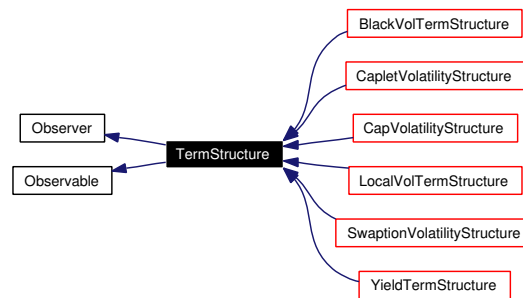 Observer
Observable
TermStructure
BlackVolTermStructure
CapletVolatilityStructure
CapVolatilityStructure
LocalVolTermStructure
SwaptionVolatilityStructure
YieldTermStructure